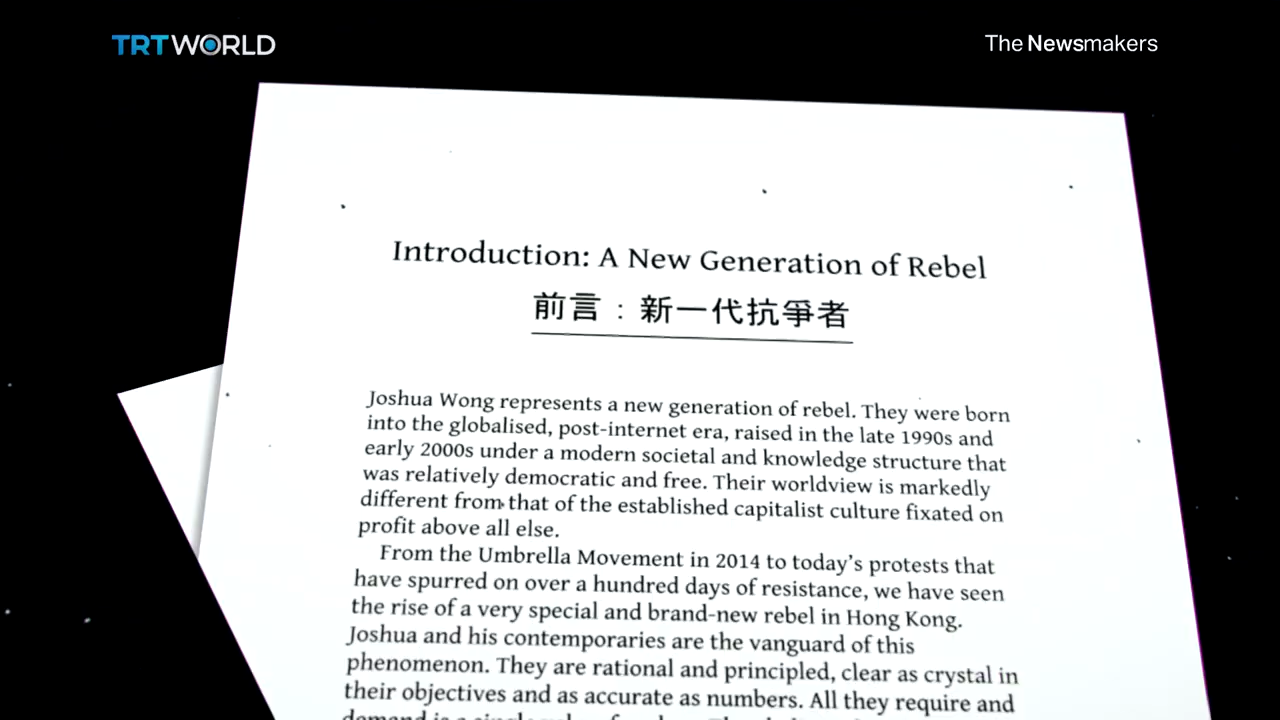 TRT WORLD
The Newsmakers
Introduction: A New Generation of Rebel
前言：新一代抗爭者
Joshua Wong represents a new generation of rebel. They were born
into the globalised, post-internet era, raised in the late 1990s and
early 2000s under a modern societal and knowledge structure that
was relatively democratic and free. Their worldview is markedly
different from that of the established capitalist culture fixated on
profit above all else.
From the Umbrella Movement in 2014 to today's protests that
have spurred on over a hundred days of resistance, we have seen
the rise of a very special and brand-new rebel in Hong Kong.
Joshua and his contemporaries are the vanguard of this
phenomenon. They are rational and principled, clear as crystal in
their objectives and as accurate as numbers. All they require and